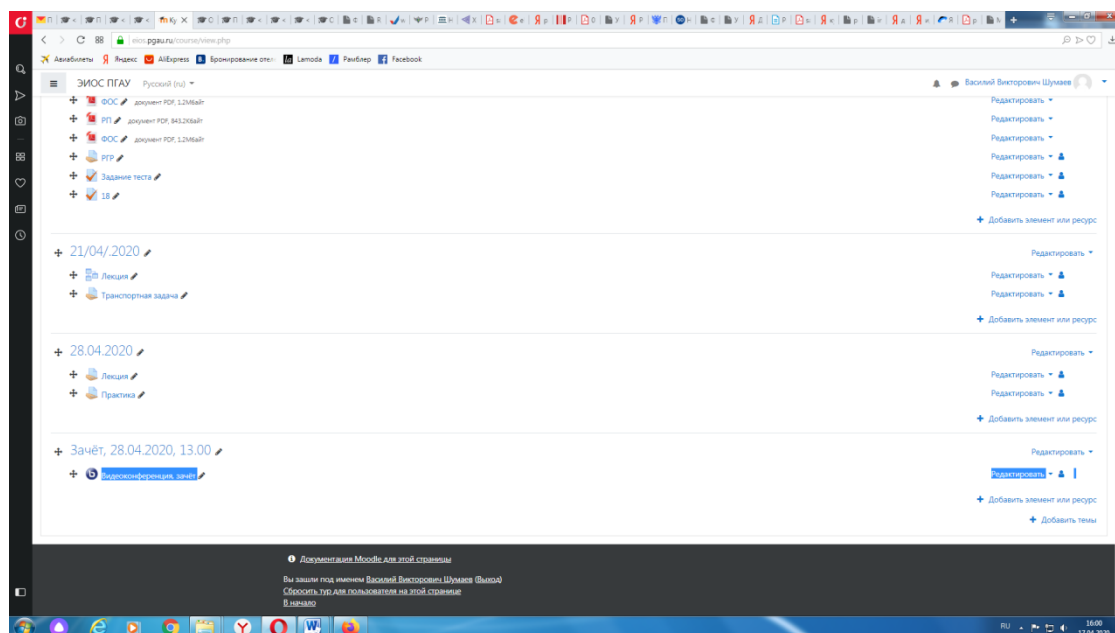 eios.pgau.ru/course/view.php
Авиабилеты Яндекс AliExpress Бронирование отел Lamoda Рамблер Facebook
ЭИОС ПГАУ Русский (ru) Василий Викторович Шумаев
ФОС документ PDF, 1.2Мбайт Редактировать
РП документ PDF, 843.2Кбайт Редактировать
ФОС документ PDF, 1.2Мбайт Редактировать
РГР Редактировать
Задание теста Редактировать
18 Редактировать
Добавить элемент или ресурс
21/04/.2020 Редактировать
Лекция Редактировать
Транспортная задача Редактировать
Добавить элемент или ресурс
28.04.2020 Редактировать
Лекция Редактировать
Практика Редактировать
Добавить элемент или ресурс
Зачёт, 28.04.2020, 13.00 Редактировать
Видеоконференция, зачёт Редактировать
Добавить элемент или ресурс
Добавить темы
Документация Moodle для этой страницы
Вы зашли под именем Василий Викторович Шумаев (Выход)
Сбросить тур для пользователя на этой странице
В начало
RU 16:00
17.04.2020